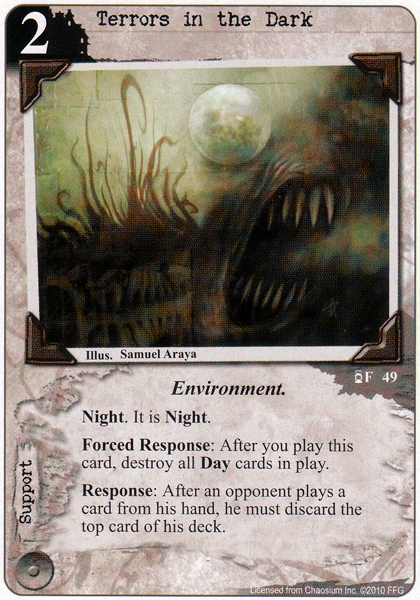 2
Terrors in the Dark
Illus. Samuel Araya
F 49
Environment.
Night. It is Night.
Forced Response: After you play this
card, destroy all Day cards in play.
Response: After an opponent plays a
card from his hand, he must discard the
top card of his deck.
Support
Licensed from Chaosium Inc. ©2010 FFG